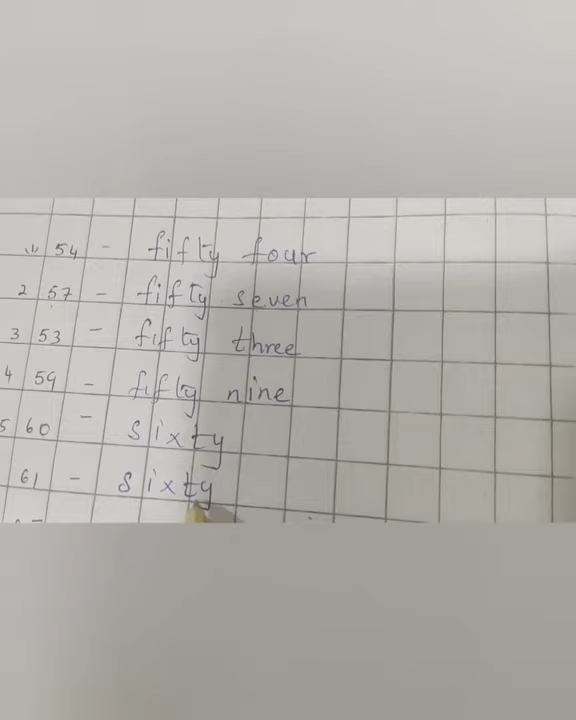 1) 54 - fifty four
2 57 - fifty seven
3 53 - fifty three
4 59 - fifty nine
5 60 - sixty
61 - sixty